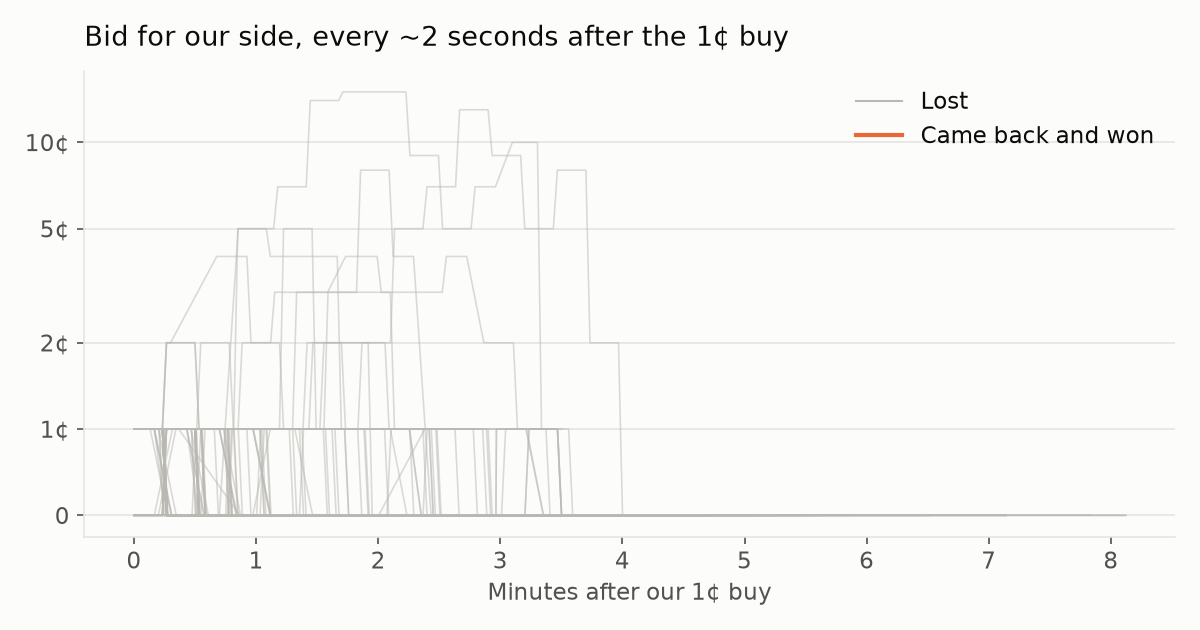 Bid for our side, every ~2 seconds after the 1¢ buy
Lost
Came back and won
10¢
5¢
2¢
1¢
0
0 1 2 3 4 5 6 7 8
Minutes after our 1¢ buy